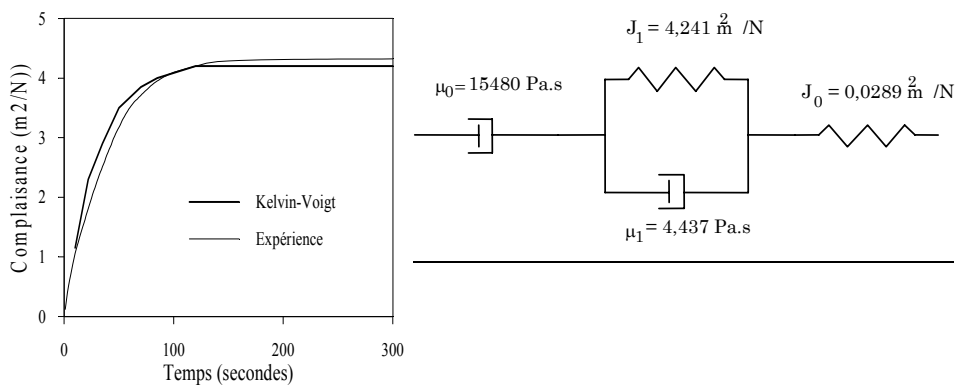 5
4
3
2
1
0
Complaisance (m2/N))
Kelvin-Voigt
Expérience
0
100
200
300
Temps (secondes)
J₁ = 4,241 m² /N
μ₀= 15480 Pa.s
J₀ = 0,0289 m² /N
μ₁ = 4,437 Pa.s